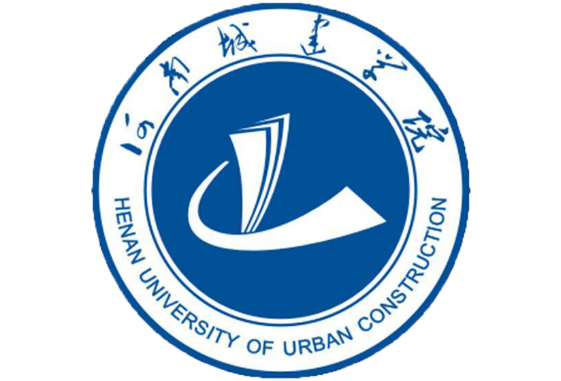 河南城建学院
HENAN UNIVERSITY OF URBAN CONSTRUCTION